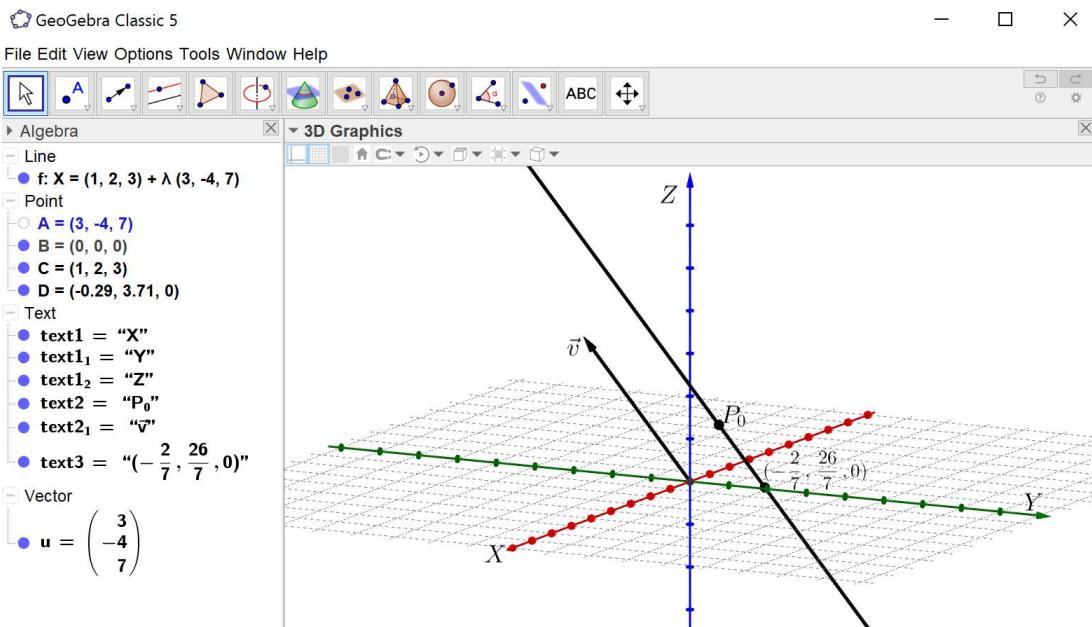 GeoGebra Classic 5
File Edit View Options Tools Window Help
A
α
ABC
Algebra
3D Graphics
Line
f: X = (1, 2, 3) + λ (3, -4, 7)
Point
A = (3, -4, 7)
B = (0, 0, 0)
C = (1, 2, 3)
D = (-0.29, 3.71, 0)
Text
text1 = “X”
text1₁ = “Y”
text1₂ = “Z”
text2 = “P₀”
text2₁ = “v⃗”
text3 = “(− 2/7 , 26/7 ,0)”
Vector
u = ( 3
−4
7 )
Z
v⃗
P₀
(− 2/7 , 26/7 ,0)
Y
X